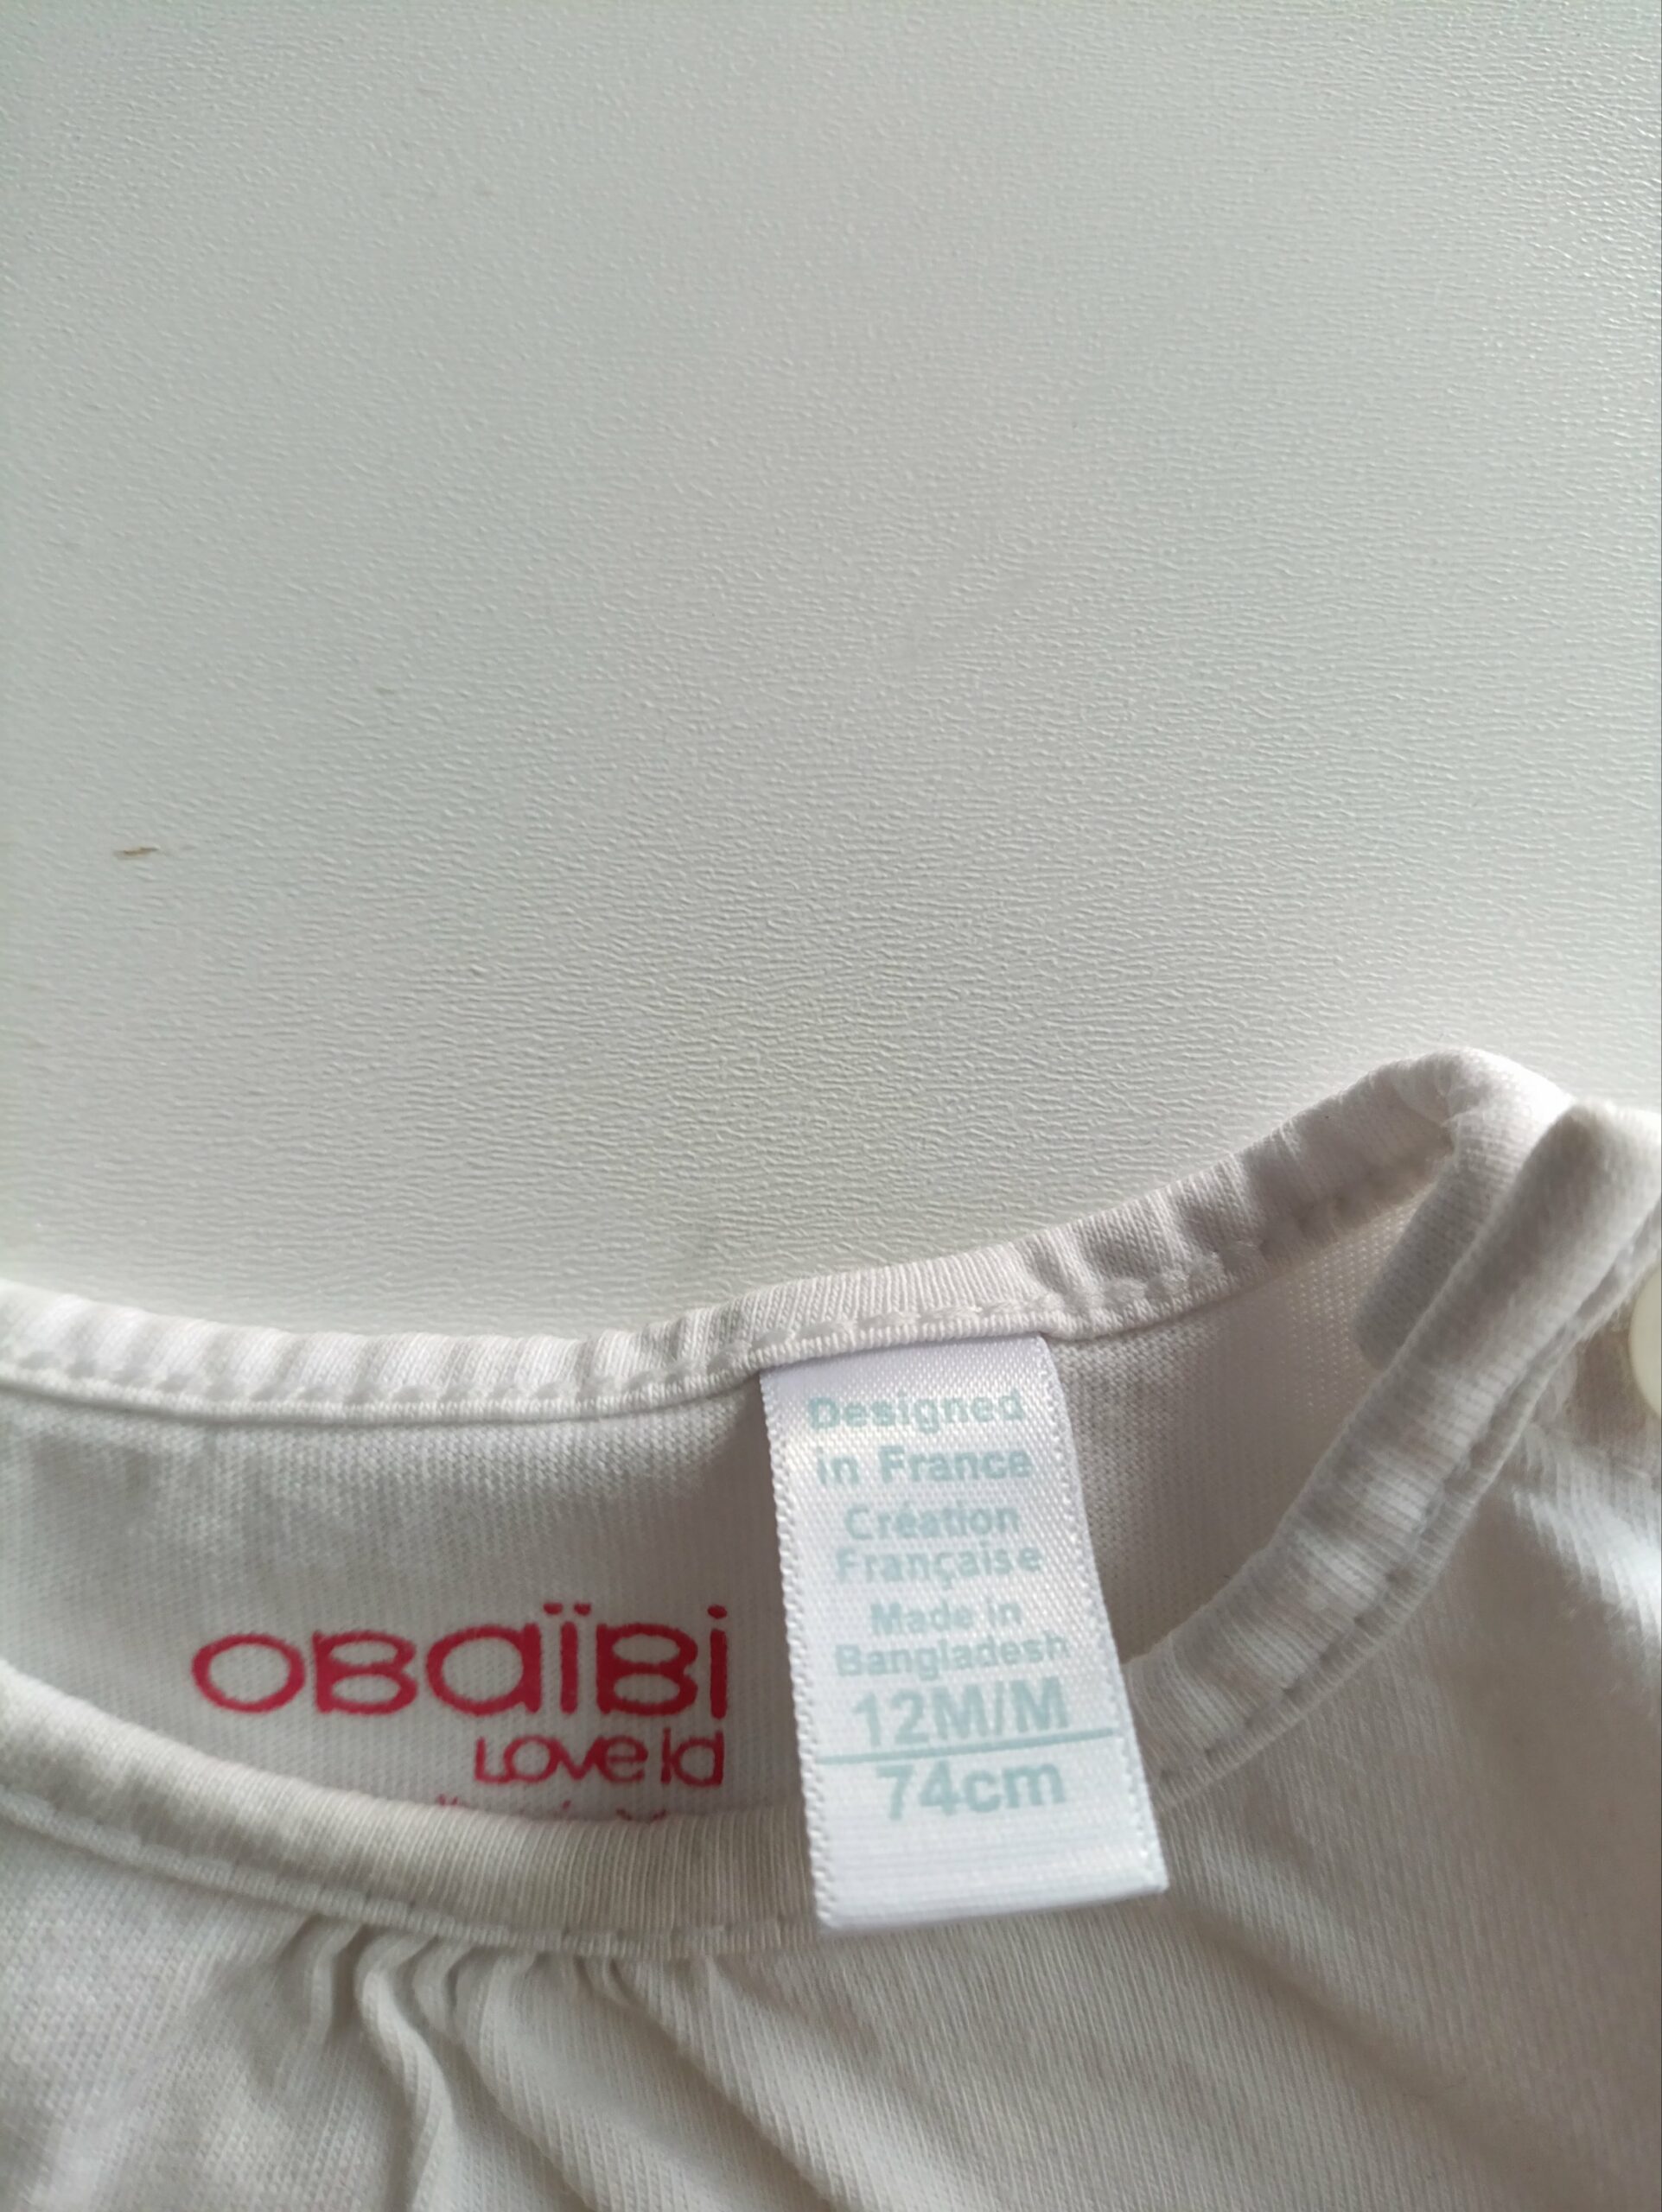 OBaïBi
Love id
Designed
in France
Création
Française
Made in
Bangladesh
12M/M
74cm